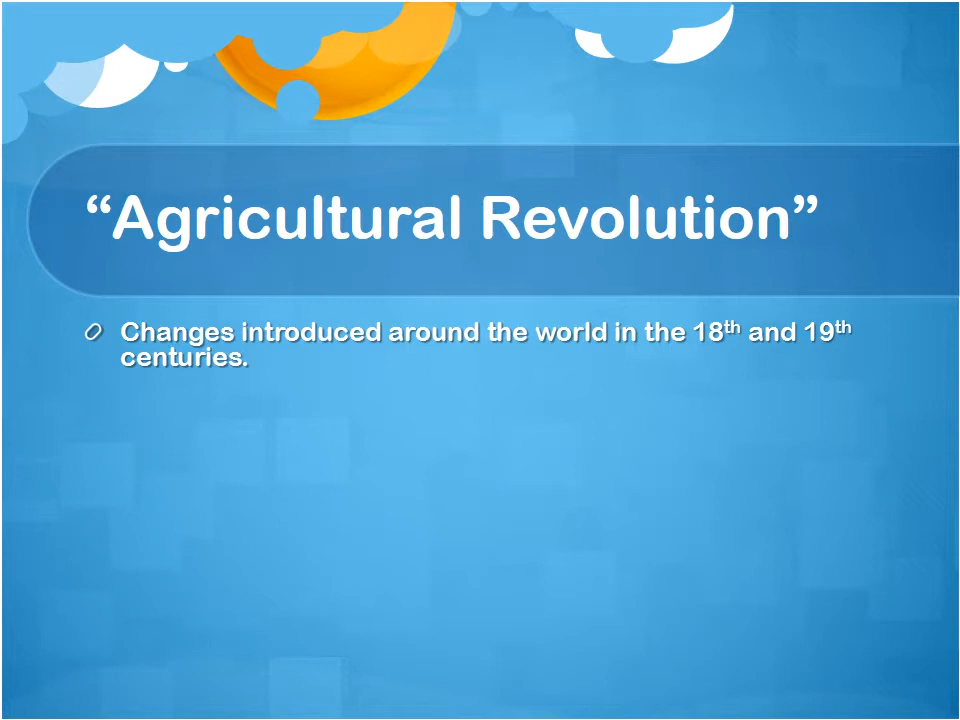 “Agricultural Revolution”
Changes introduced around the world in the 18th and 19th
centuries.